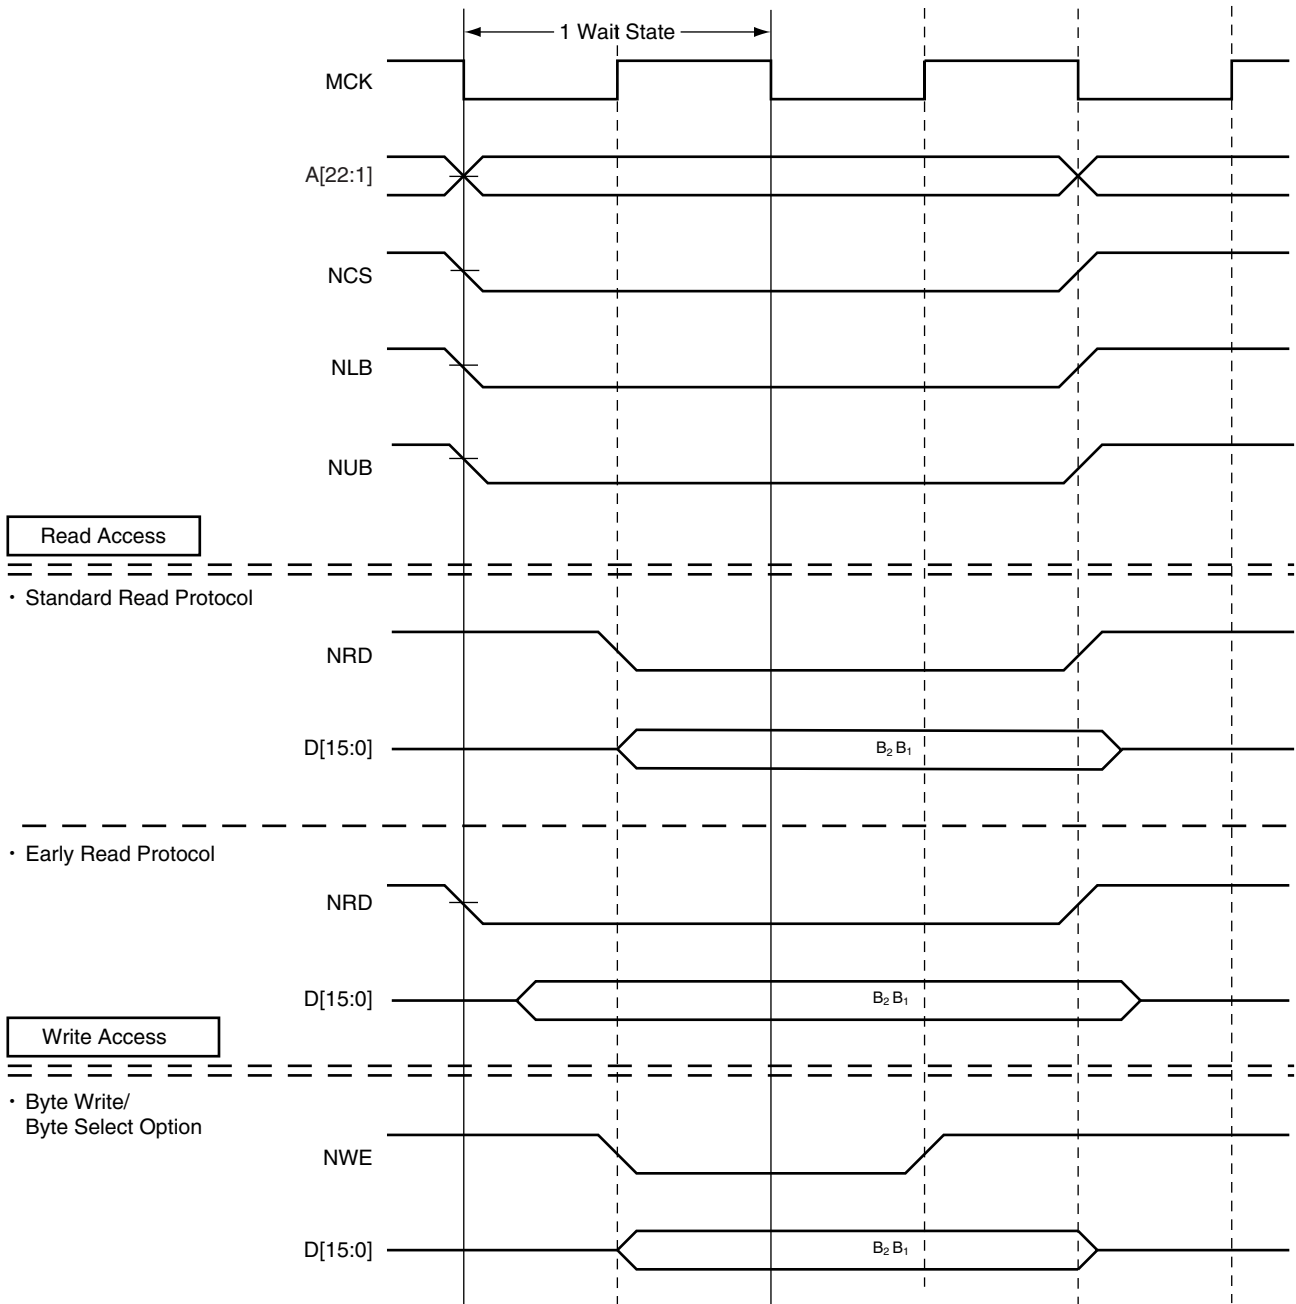 1 Wait State
MCK
A[22:1]
NCS
NLB
NUB
Read Access
· Standard Read Protocol
NRD
D[15:0]
B₂ B₁
· Early Read Protocol
NRD
D[15:0]
B₂ B₁
Write Access
· Byte Write/
Byte Select Option
NWE
D[15:0]
B₂ B₁